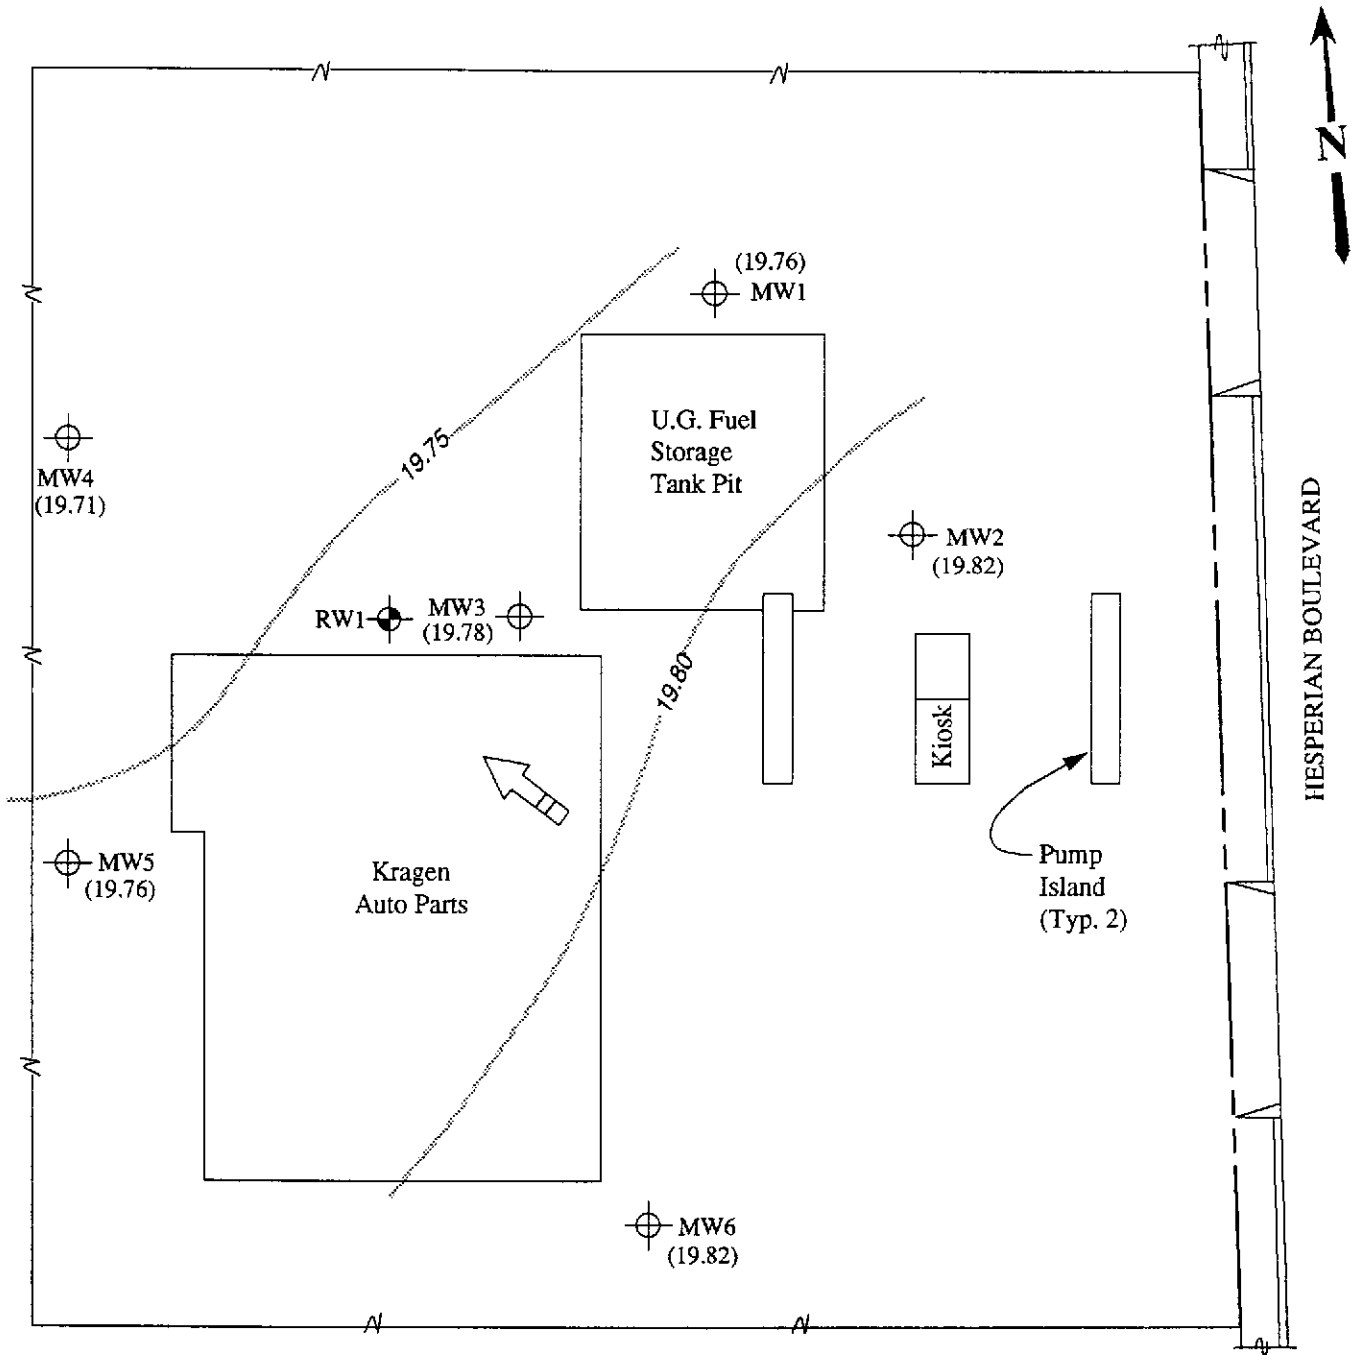 N
(19.76)
MW1
19.75
U.G. Fuel
Storage
Tank Pit
MW4
(19.71)
MW2
(19.82)
RW1
MW3
(19.78)
19.80
Kiosk
HESPERIAN BOULEVARD
MW5
(19.76)
Kragen
Auto Parts
Pump
Island
(Typ. 2)
MW6
(19.82)